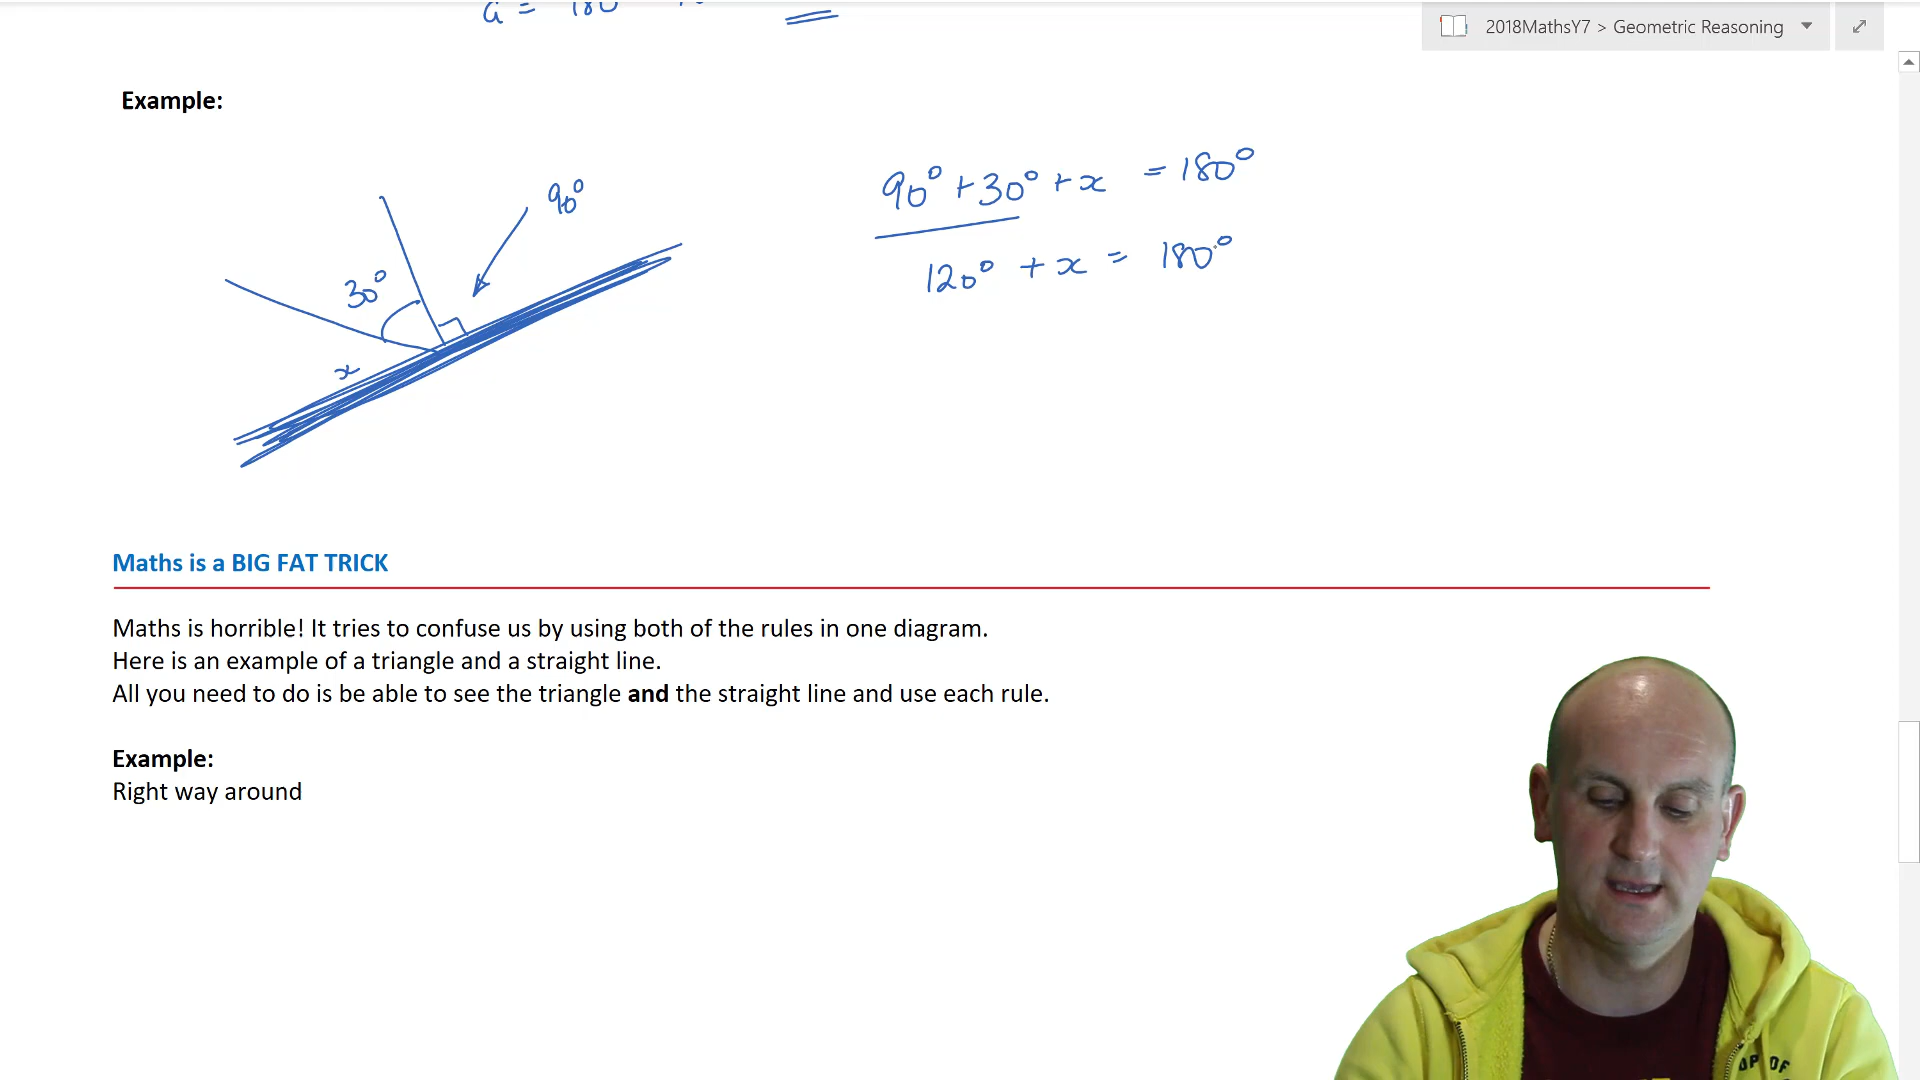 a = 180
2018MathsY7 > Geometric Reasoning
Example:
90° + 30° + x = 180°
90°
120° + x = 180°
30°
x
Maths is a BIG FAT TRICK
Maths is horrible! It tries to confuse us by using both of the rules in one diagram.
Here is an example of a triangle and a straight line.
All you need to do is be able to see the triangle and the straight line and use each rule.
Example:
Right way around
OF